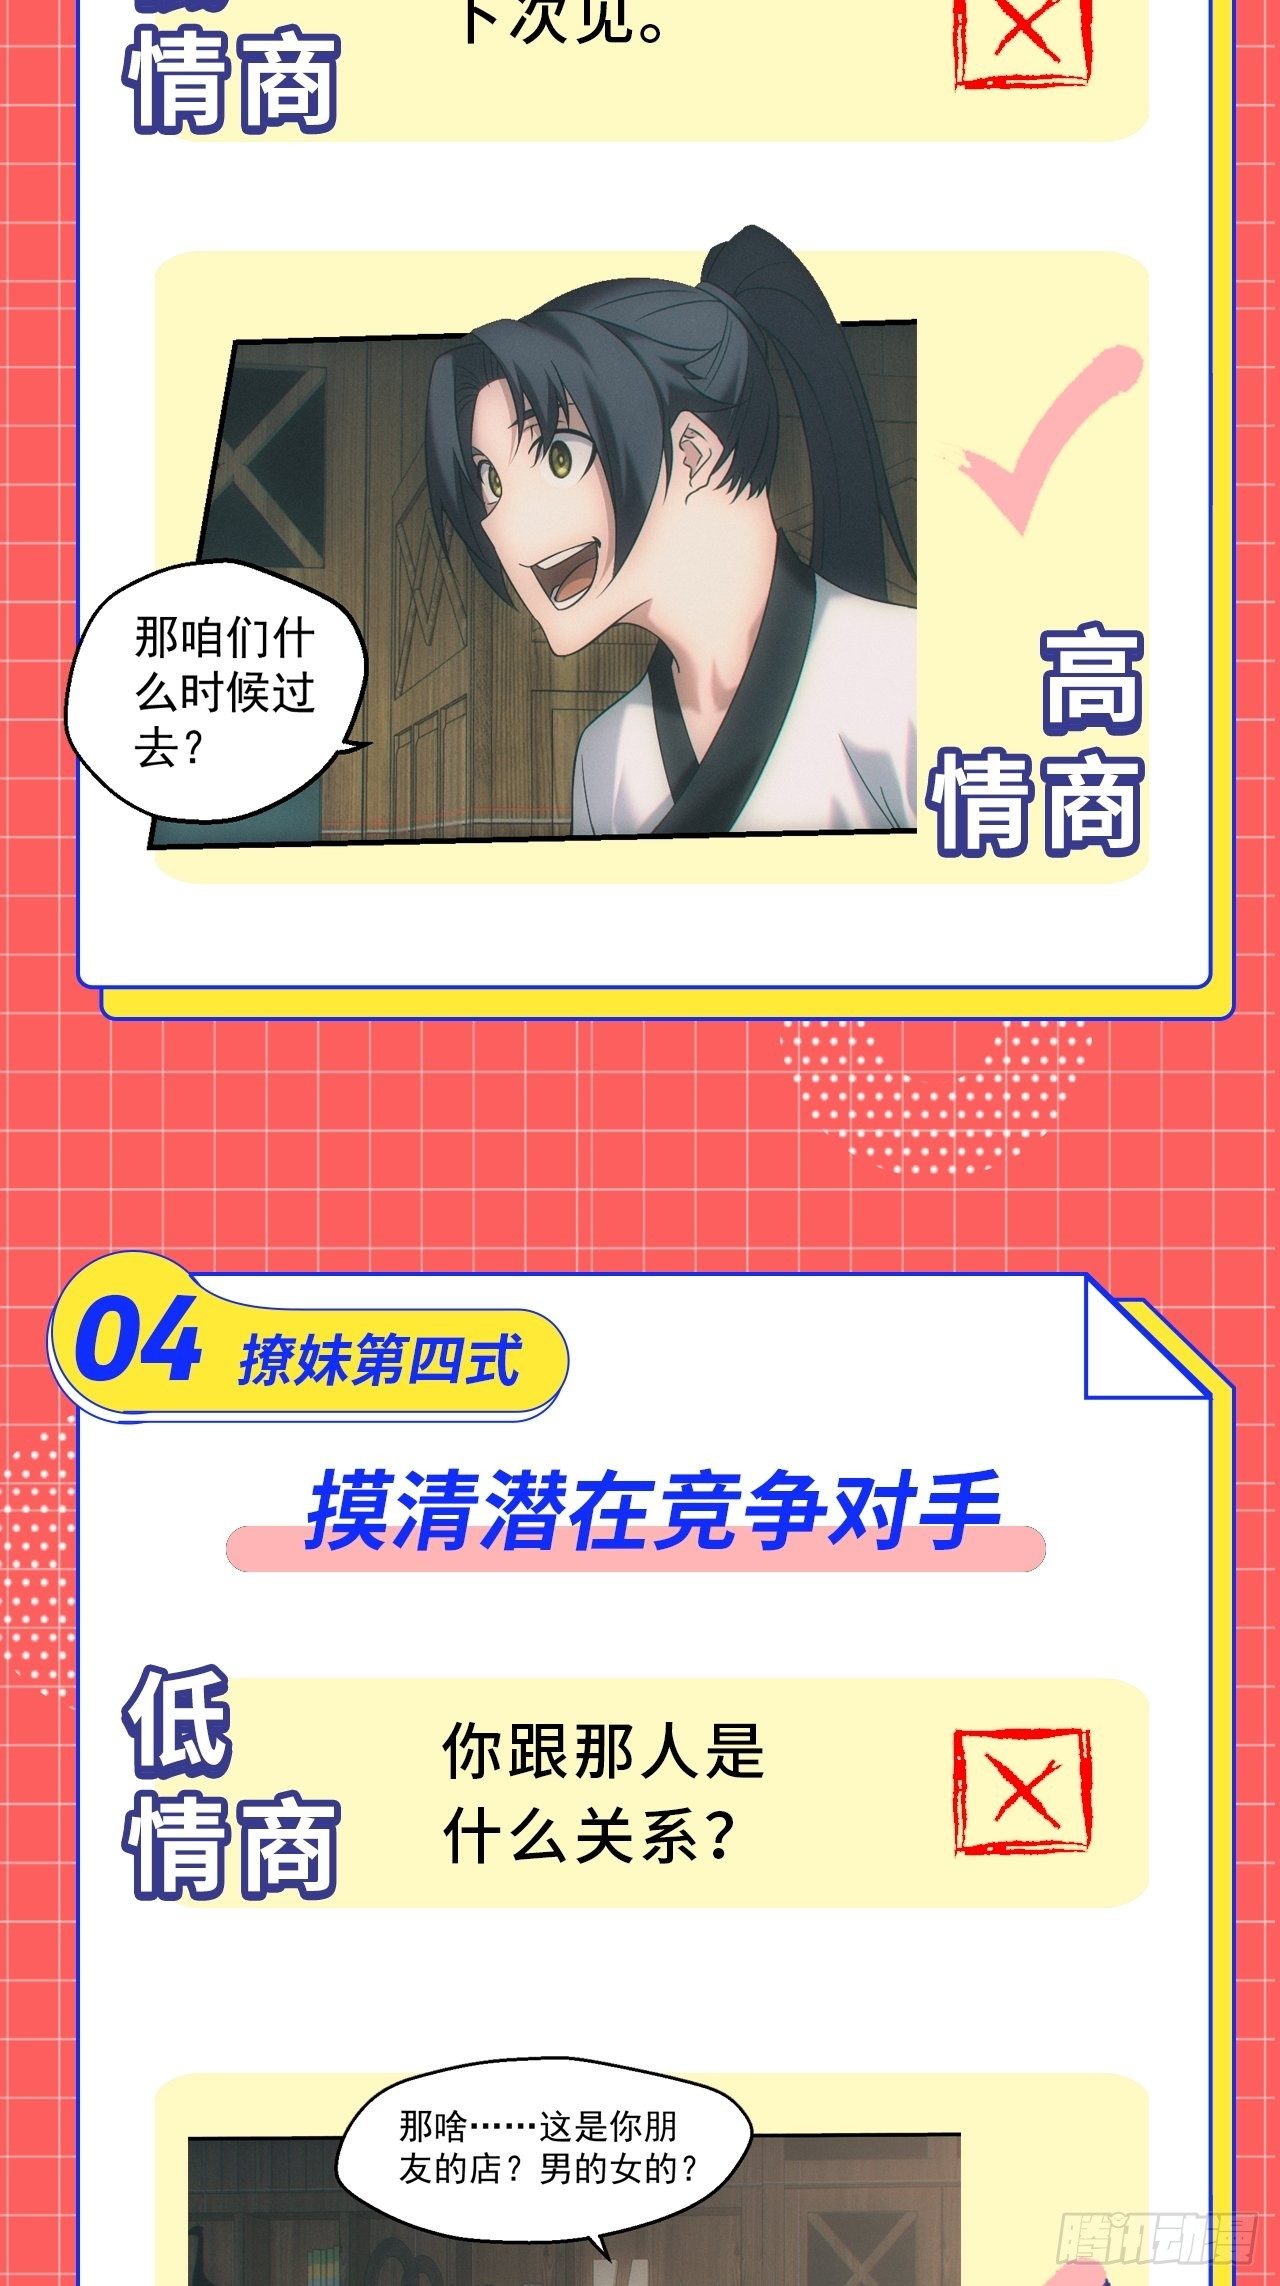 下次见。
情商
那咱们什
么时候过
去？
高
情商
04 撩妹第四式
摸清潜在竞争对手
低
情商
你跟那人是
什么关系？
那啥……这是你朋
友的店？男的女的？
腾讯动漫